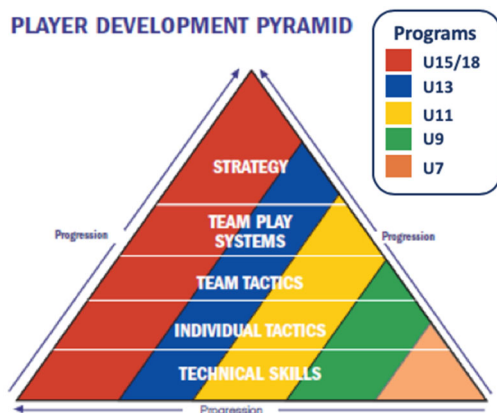 PLAYER DEVELOPMENT PYRAMID
Programs
U15/18
U13
U11
U9
U7
STRATEGY
TEAM PLAY
SYSTEMS
Progression
Progression
TEAM TACTICS
INDIVIDUAL TACTICS
TECHNICAL SKILLS
Progression